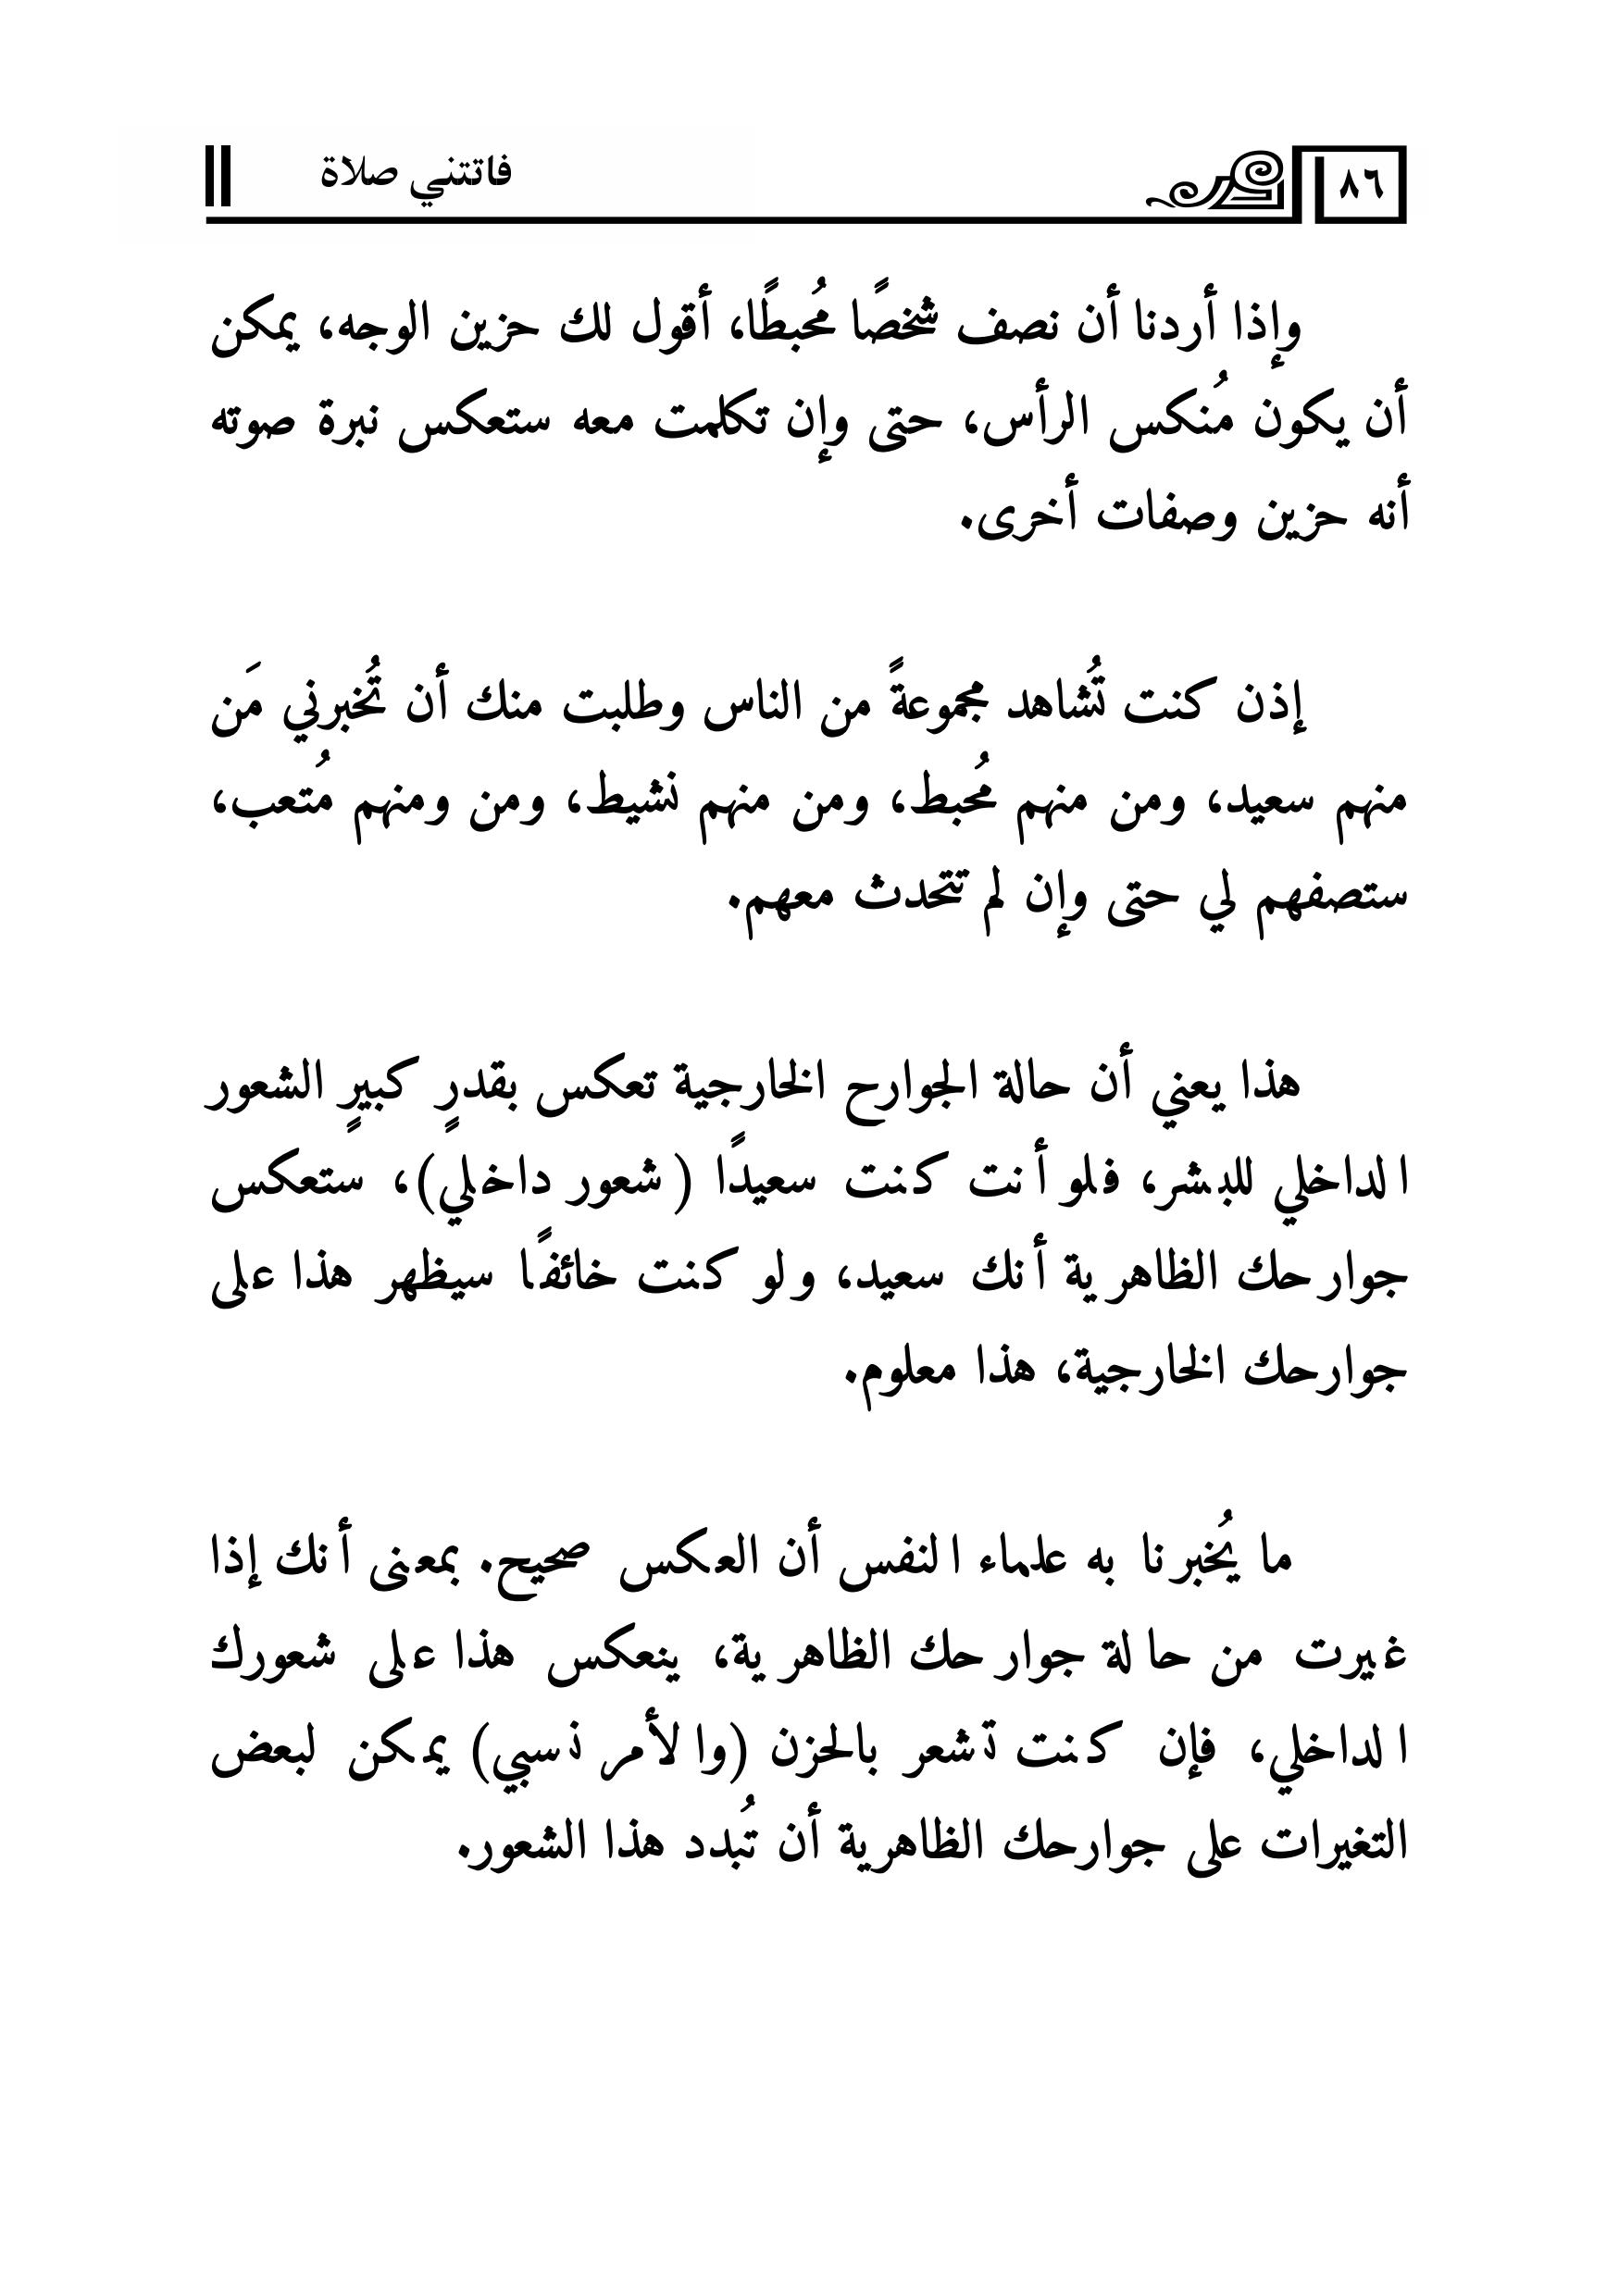 ٨٦
فاتتني صلاة
وإذا أردنا أن نصف شخصًا مُحبطًا، أقول لك حزين الوجه، يمكن
أن يكون مُنكس الرأس، حتى وإن تكلمت معه ستعكس نبرة صوته
أنه حزين وصفات أخرى.
إذن كنت تُشاهد مجموعةً من الناس وطلبت منك أن تُخبرني مَن
منهم سعيد، ومن منهم مُحبط، ومن منهم نشيط، ومن ومنهم مُتعب،
ستصفهم لي حتى وإن لم تتحدث معهم.
هذا يعني أن حالة الجوارح الخارجية تعكس بقدرٍ كبيرٍ الشعور
الداخلي للبشر، فلو أنت كنت سعيدًا (شعور داخلي)، ستعكس
جوارحك الظاهرية أنك سعيد، ولو كنت خائفًا سيظهر هذا على
جوارحك الخارجية، هذا معلوم.
ما يُخبرنا به علماء النفس أن العكس صحيح. بمعنى أنك إذا
غيرت من حالة جوارحك الظاهرية، ينعكس هذا على شعورك
الداخلي، فإن كنت تشعر بالحزن (والأمر نسبي) يمكن لبعض
التغيرات على جوارحك الظاهرية أن تُبدد هذا الشعور.